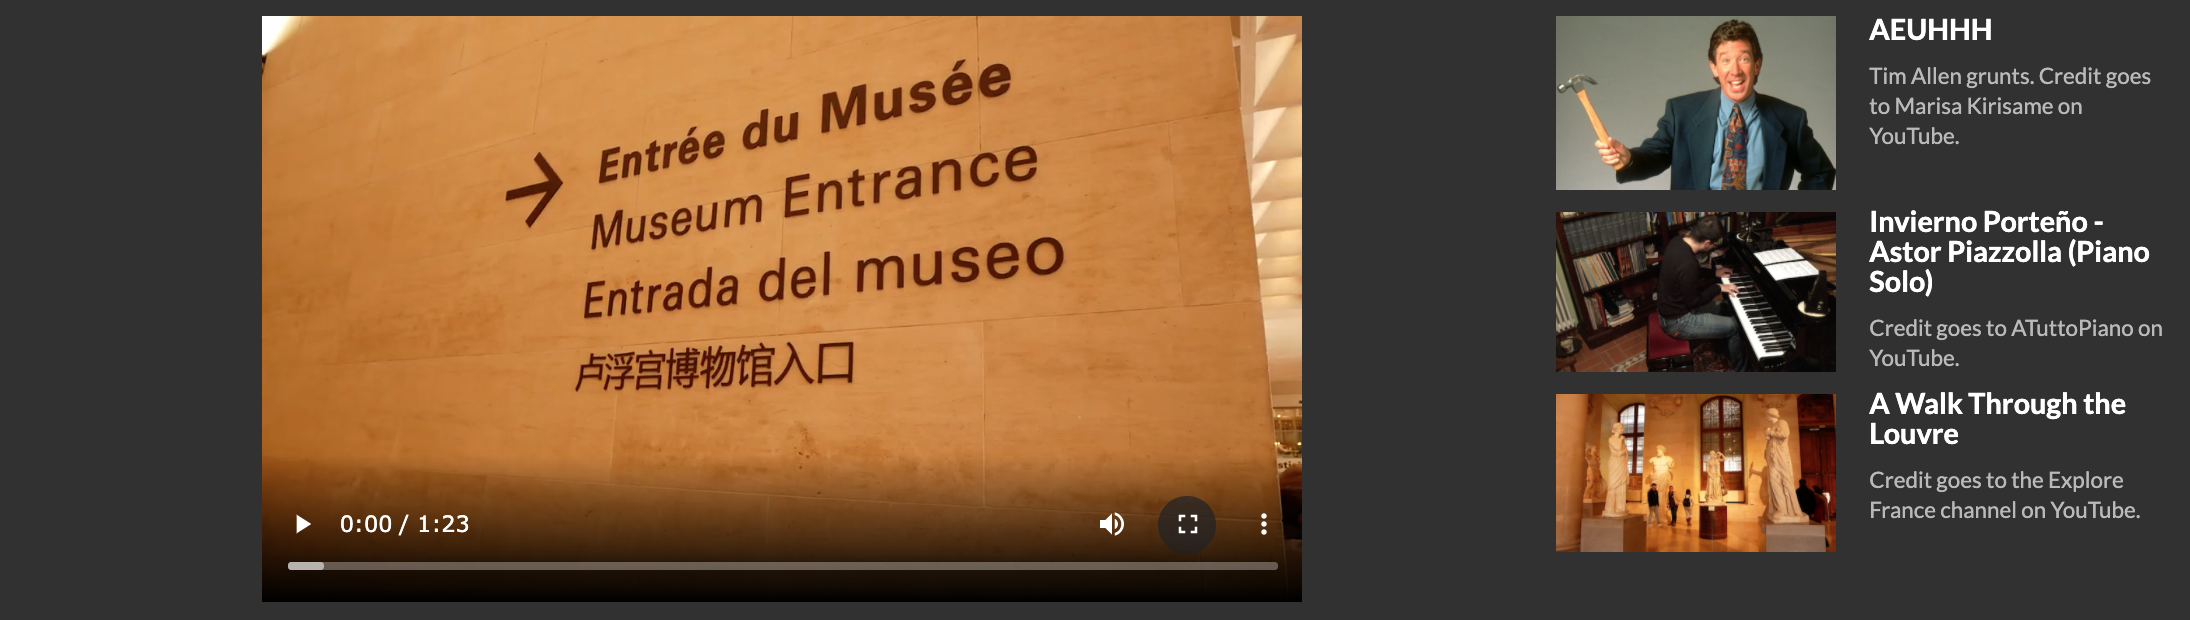 Entrée du Musée
Museum Entrance
Entrada del museo
卢浮宫博物馆入口
0:00 / 1:23
AEUHHH
Tim Allen grunts. Credit goes
to Marisa Kirisame on
YouTube.
Invierno Porteño -
Astor Piazzolla (Piano
Solo)
Credit goes to ATuttoPiano on
YouTube.
A Walk Through the
Louvre
Credit goes to the Explore
France channel on YouTube.